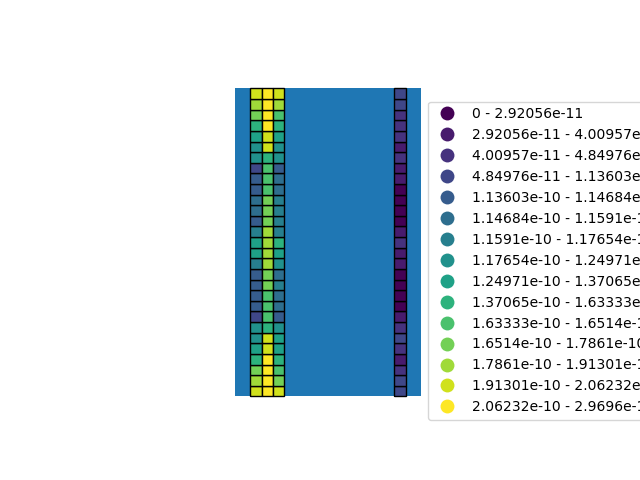 0 - 2.92056e-11
2.92056e-11 - 4.00957e
4.00957e-11 - 4.84976e-
4.84976e-11 - 1.13603e
1.13603e-10 - 1.14684e-
1.14684e-10 - 1.1591e-1
1.1591e-10 - 1.17654e-1
1.17654e-10 - 1.24971e-
1.24971e-10 - 1.37065e-
1.37065e-10 - 1.63333e-
1.63333e-10 - 1.6514e-1
1.6514e-10 - 1.7861e-10
1.7861e-10 - 1.91301e-1
1.91301e-10 - 2.06232e-
2.06232e-10 - 2.9696e-1